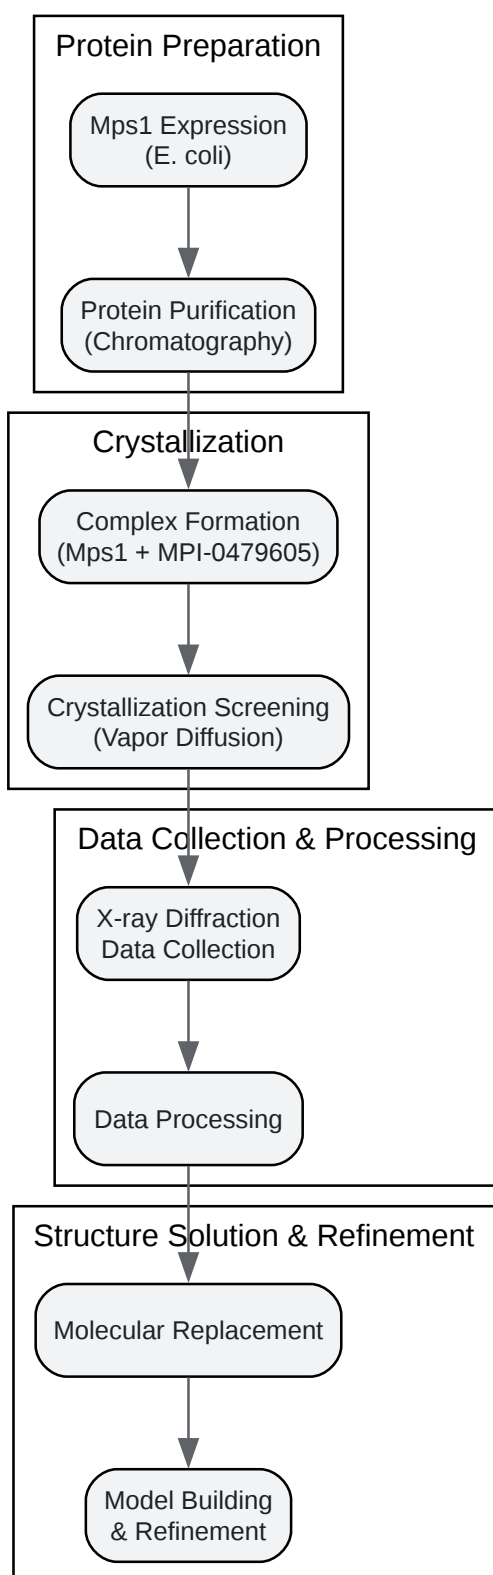 Protein Preparation
Mps1 Expression
(E. coli)
Protein Purification
(Chromatography)
Crystallization
Complex Formation
(Mps1 + MPI-0479605)
Crystallization Screening
(Vapor Diffusion)
Data Collection & Processing
X-ray Diffraction
Data Collection
Data Processing
Structure Solution & Refinement
Molecular Replacement
Model Building
& Refinement